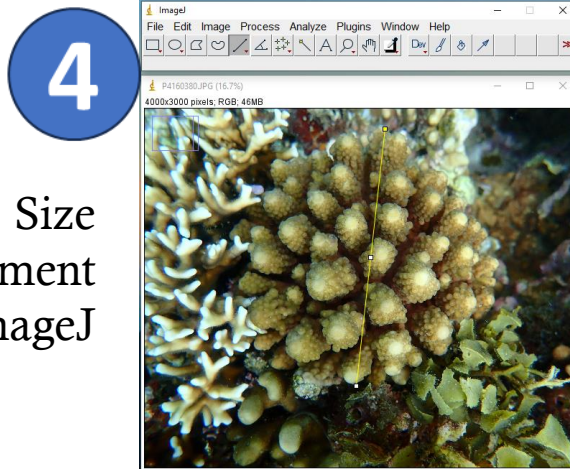 4
Size
ment
nageJ
ImageJ
File Edit Image Process Analyze Plugins Window Help
A Dev
P4160380.JPG (16.7%)
4000x3000 pixels; RGB; 46MB